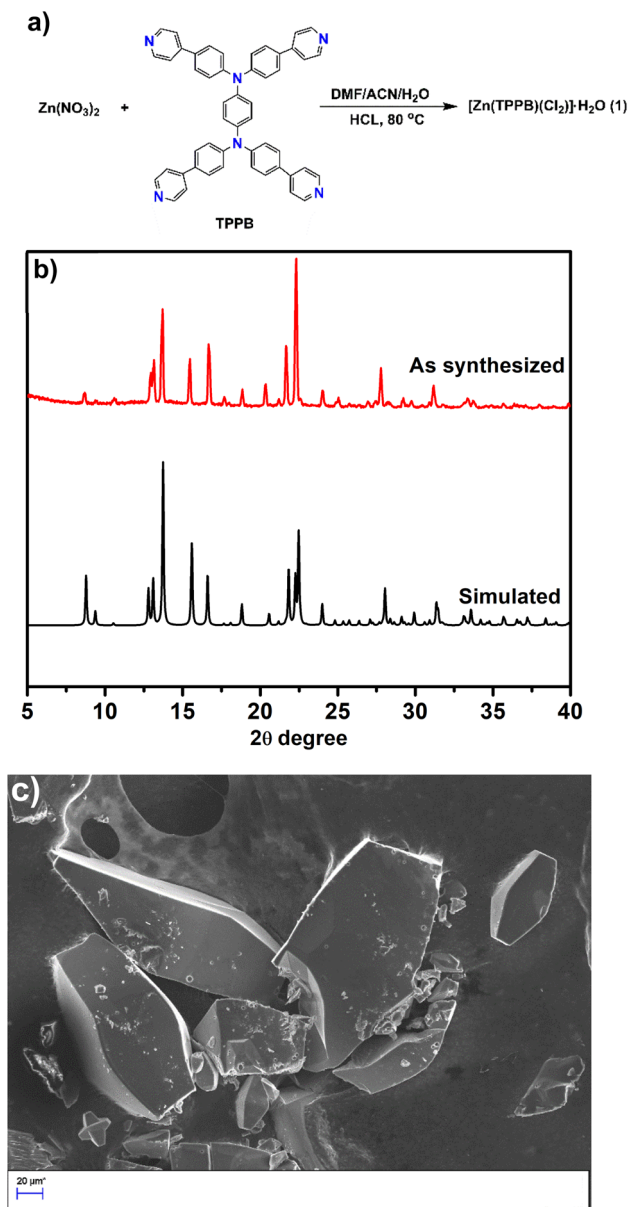 a)
N N
Zn(NO3)2 + N DMF/ACN/H2O [Zn(TPPB)(Cl2)]·H2O (1)
N HCL, 80 °C
N N
TPPB
b)
As synthesized
Simulated
5 10 15 20 25 30 35 40
2θ degree
c)
20 µm*